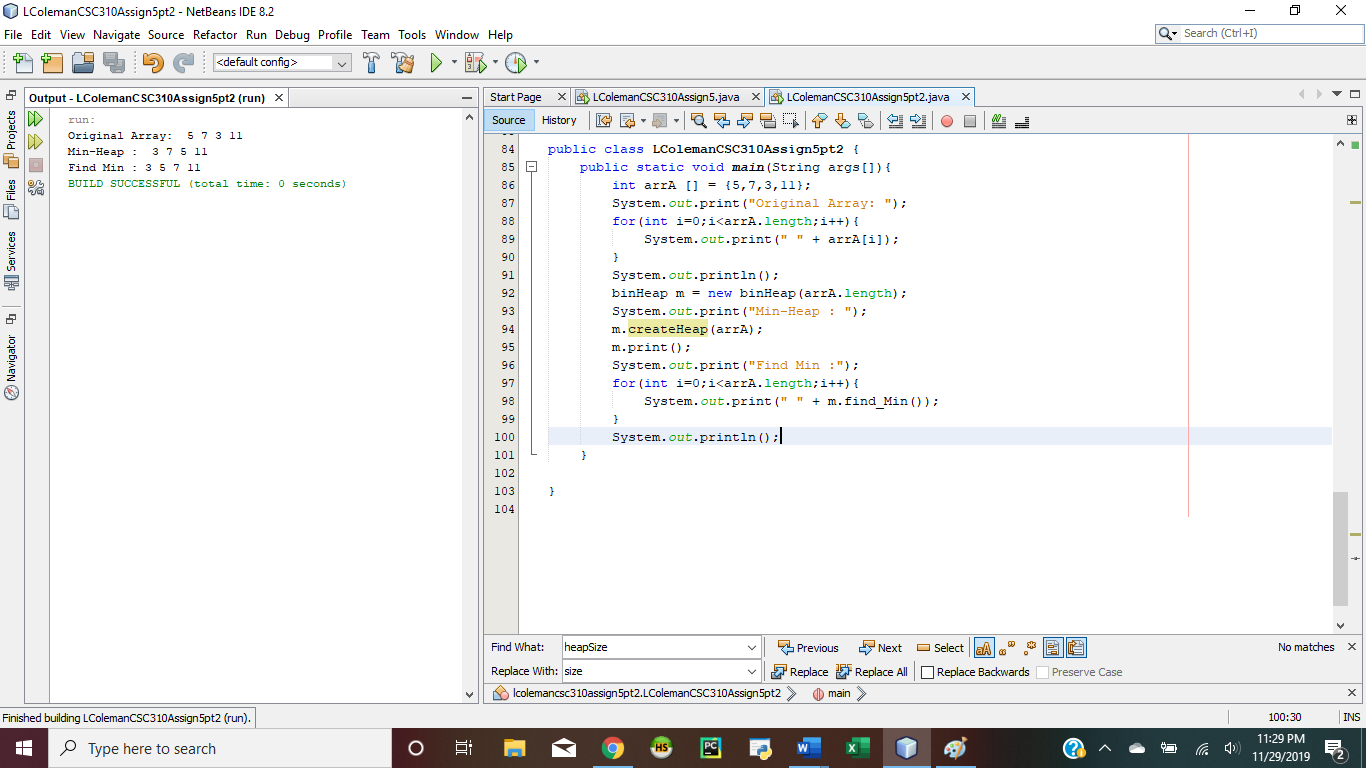 LColemanCSC310Assign5pt2 - NetBeans IDE 8.2
File Edit View Navigate Source Refactor Run Debug Profile Team Tools Window Help
Search (Ctrl+I)
<default config>
Output - LColemanCSC310Assign5pt2 (run)
run:
Original Array:  5 7 3 11
Min-Heap :  3 7 5 11
Find Min : 3 5 7 11
BUILD SUCCESSFUL (total time: 0 seconds)
Projects
Files
Services
Navigator
Start Page LColemanCSC310Assign5.java LColemanCSC310Assign5pt2.java
Source History
84 public class LColemanCSC310Assign5pt2 {
85     public static void main(String args[]){
86         int arrA [] = {5,7,3,11};
87         System.out.print("Original Array: ");
88         for(int i=0;i<arrA.length;i++){
89             System.out.print(" " + arrA[i]);
90         }
91         System.out.println();
92         binHeap m = new binHeap(arrA.length);
93         System.out.print("Min-Heap : ");
94         m.createHeap(arrA);
95         m.print();
96         System.out.print("Find Min :");
97         for(int i=0;i<arrA.length;i++){
98             System.out.print(" " + m.find_Min());
99         }
100         System.out.println();
101     }
102
103 }
104
Find What: heapSize Previous Next Select aA No matches
Replace With: size Replace Replace All Replace Backwards Preserve Case
lcolemancsc310assign5pt2.LColemanCSC310Assign5pt2 main
Finished building LColemanCSC310Assign5pt2 (run). 100:30 INS
Type here to search
HS
PC
11:29 PM
11/29/2019
2